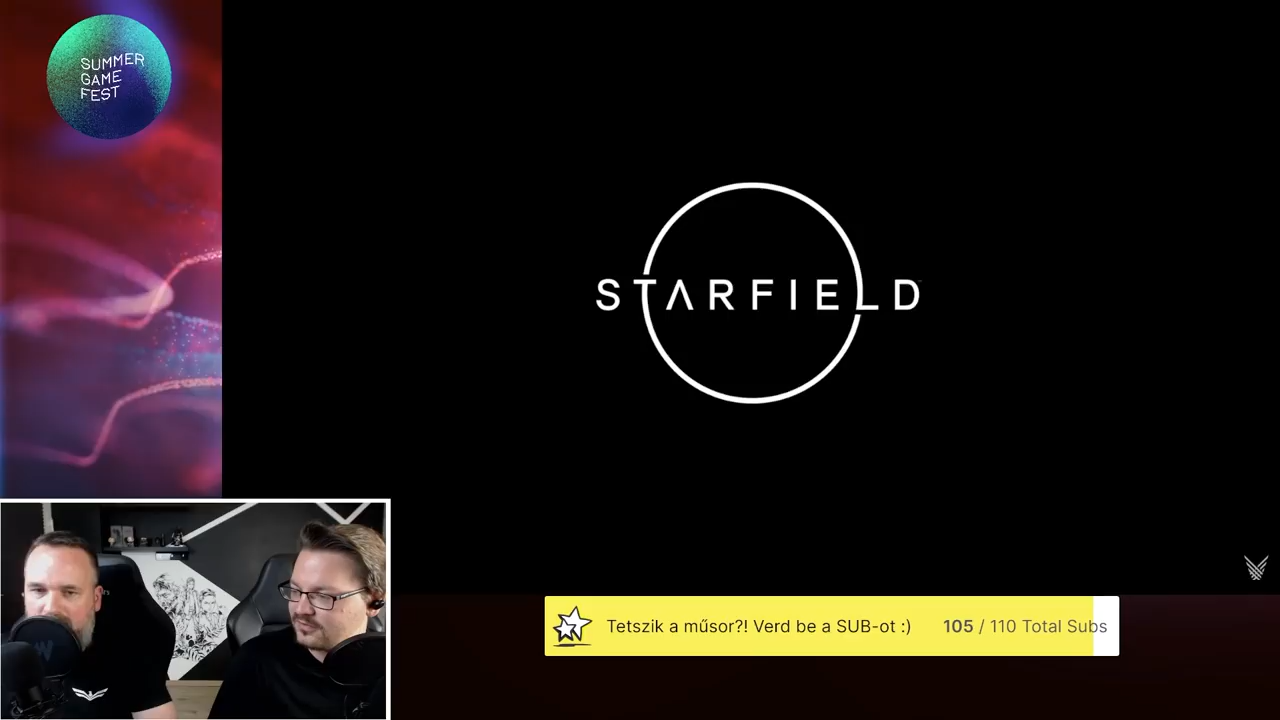 SUMMER
GAME
FEST
STARFIELD
Tetszik a műsor?! Verd be a SUB-ot :) 105 / 110 Total Subs